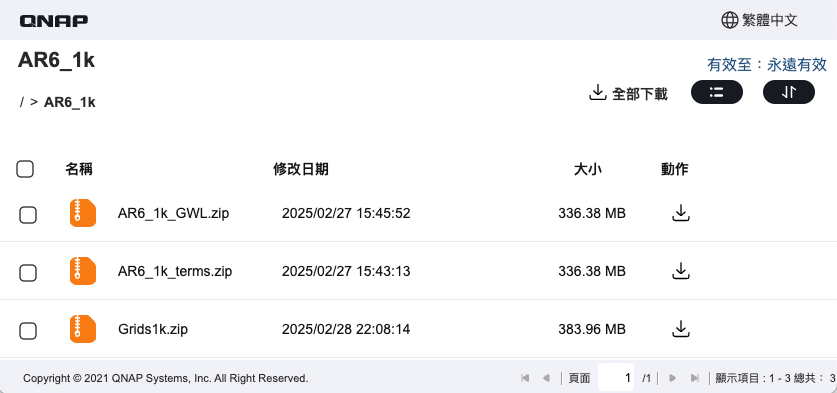 QNAP 繁體中文
AR6_1k
有效至：永遠有效
全部下載
/ > AR6_1k
名稱 修改日期 大小 動作
AR6_1k_GWL.zip 2025/02/27 15:45:52 336.38 MB
AR6_1k_terms.zip 2025/02/27 15:43:13 336.38 MB
Grids1k.zip 2025/02/28 22:08:14 383.96 MB
Copyright © 2021 QNAP Systems, Inc. All Right Reserved. 頁面 1 /1 顯示項目 : 1 - 3 總共： 3